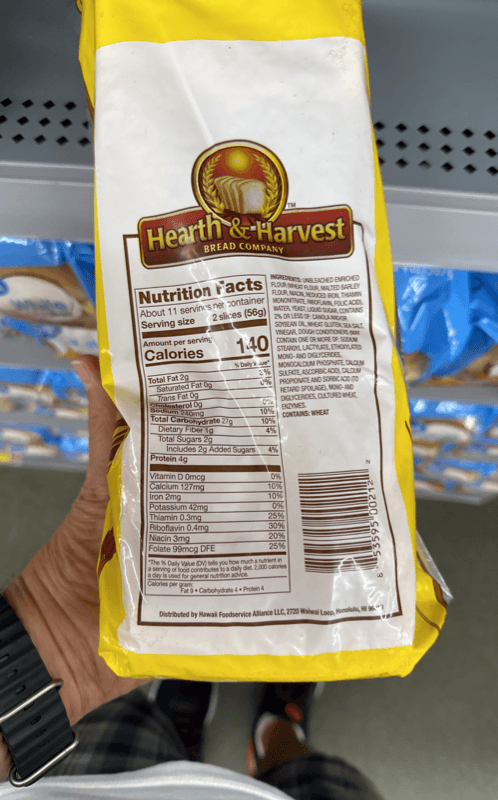 TM
Hearth & Harvest
BREAD COMPANY
Nutrition Facts
About 11 servings per container
Serving size 2 slices (56g)
Amount per serving
Calories 140
% Daily Value*
Total Fat 2g 3%
Saturated Fat 0g 0%
Trans Fat 0g
Cholesterol 0g 0%
Sodium 240mg 10%
Total Carbohydrate 27g 10%
Dietary Fiber 1g 4%
Total Sugars 2g
Includes 2g Added Sugars 4%
Protein 4g
Vitamin D 0mcg 0%
Calcium 127mg 10%
Iron 2mg 10%
Potassium 42mg 0%
Thiamin 0.3mg 25%
Riboflavin 0.4mg 30%
Niacin 3mg 20%
Folate 99mcg DFE 25%
*The % Daily Value (DV) tells you how much a nutrient in
a serving of food contributes to a daily diet. 2,000 calories
a day is used for general nutrition advice.
Calories per gram:
Fat 9 • Carbohydrate 4 • Protein 4
INGREDIENTS: UNBLEACHED ENRICHED
FLOUR (WHEAT FLOUR, MALTED BARLEY
FLOUR, NIACIN, REDUCED IRON, THIAMIN
MONONITRATE, RIBOFLAVIN, FOLIC ACID),
WATER, YEAST, LIQUID SUGAR, CONTAINS
2% OR LESS OF: CANOLA AND/OR
SOYBEAN OIL, WHEAT GLUTEN, SEA SALT,
VINEGAR, DOUGH CONDITIONERS (MAY
CONTAIN ONE OR MORE OF: SODIUM
STEAROYL LACTYLATE, ETHOXYLATED
MONO- AND DIGLYCERIDES,
MONOCALCIUM PHOSPHATE, CALCIUM
SULFATE, ASCORBIC ACID), CALCIUM
PROPIONATE AND SORBIC ACID (TO
RETARD SPOILAGE), MONO- AND
DIGLYCERIDES, CULTURED WHEAT,
ENZYMES.
CONTAINS: WHEAT
53595 00212 2
Distributed by Hawaii Foodservice Alliance LLC, 2720 Waiwai Loop, Honolulu, HI